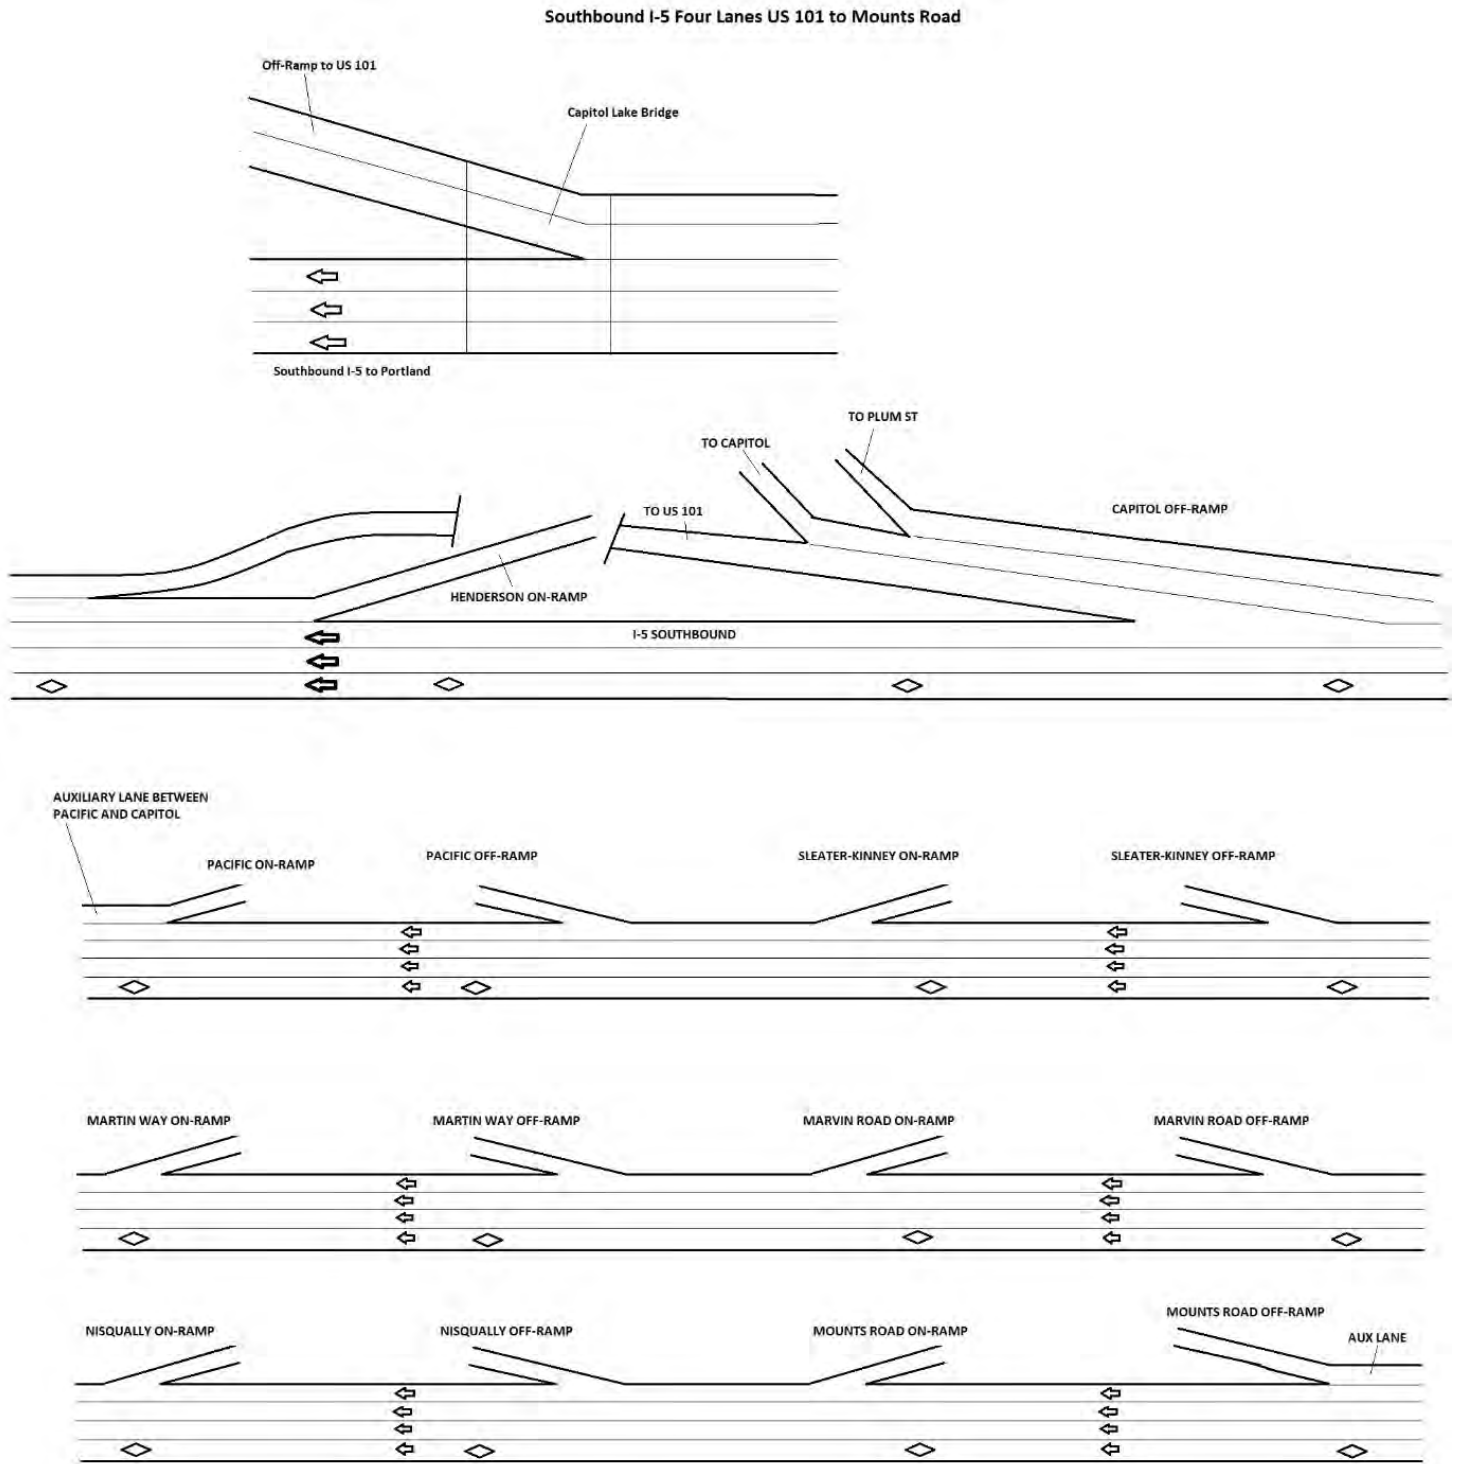 Southbound I-5 Four Lanes US 101 to Mounts Road
Off-Ramp to US 101
Capitol Lake Bridge
Southbound I-5 to Portland
TO PLUM ST
TO CAPITOL
TO US 101
CAPITOL OFF-RAMP
HENDERSON ON-RAMP
I-5 SOUTHBOUND
AUXILIARY LANE BETWEEN
PACIFIC AND CAPITOL
PACIFIC ON-RAMP
PACIFIC OFF-RAMP
SLEATER-KINNEY ON-RAMP
SLEATER-KINNEY OFF-RAMP
MARTIN WAY ON-RAMP
MARTIN WAY OFF-RAMP
MARVIN ROAD ON-RAMP
MARVIN ROAD OFF-RAMP
NISQUALLY ON-RAMP
NISQUALLY OFF-RAMP
MOUNTS ROAD ON-RAMP
MOUNTS ROAD OFF-RAMP
AUX LANE